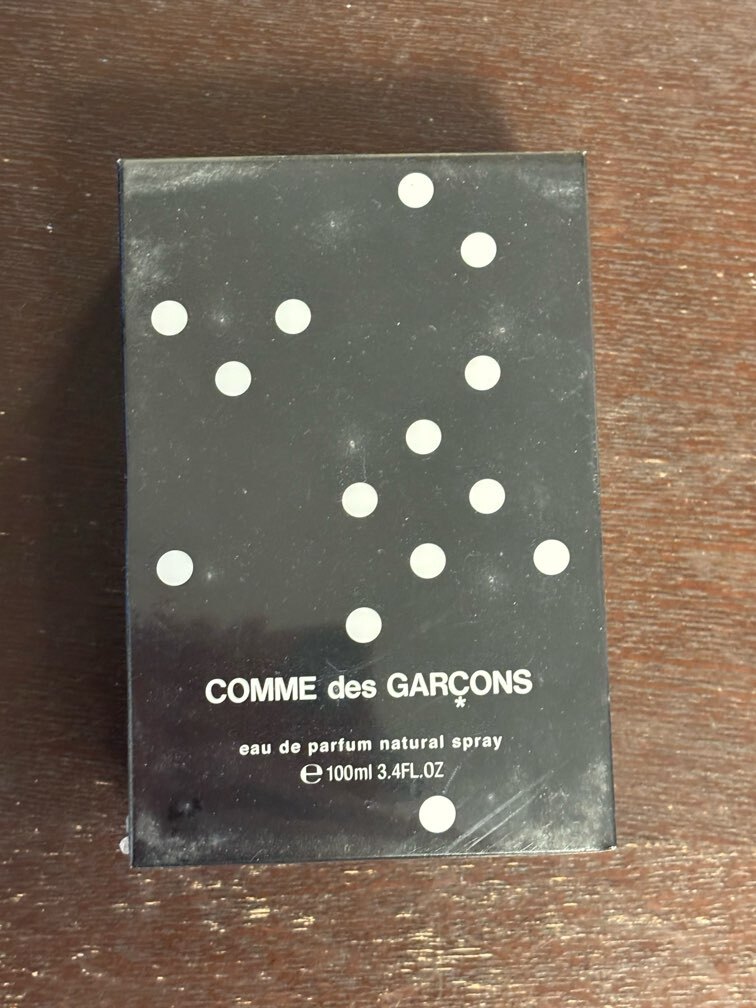 COMME des GARÇONS
*
eau de parfum natural spray
℮ 100ml 3.4FL.OZ